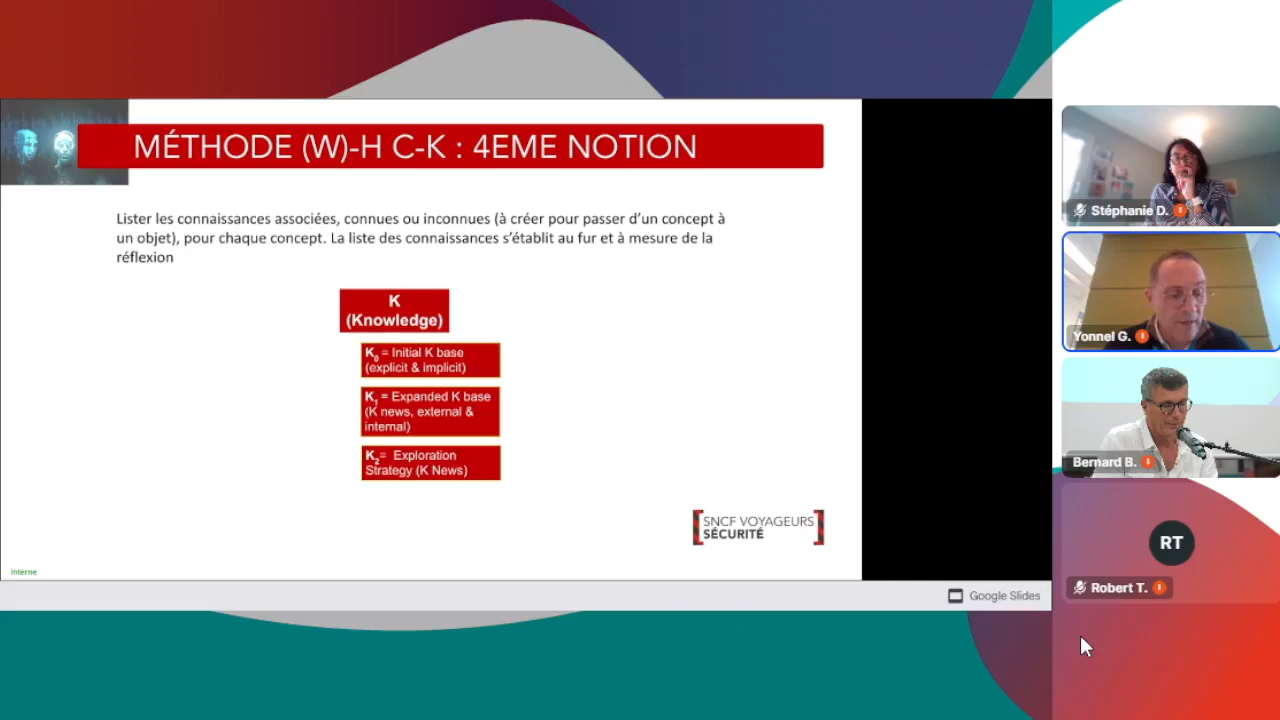 MÉTHODE (W)-H C-K : 4EME NOTION
Lister les connaissances associées, connues ou inconnues (à créer pour passer d'un concept à
un objet), pour chaque concept. La liste des connaissances s'établit au fur et à mesure de la
réflexion
K
(Knowledge)
K0 = Initial K base
(explicit & implicit)
K1 = Expanded K base
(K news, external &
internal)
K2= Exploration
Strategy (K News)
SNCF VOYAGEURS
SÉCURITÉ
interne
Google Slides
Stéphanie D.
Yonnel G.
Bernard B.
RT
Robert T.